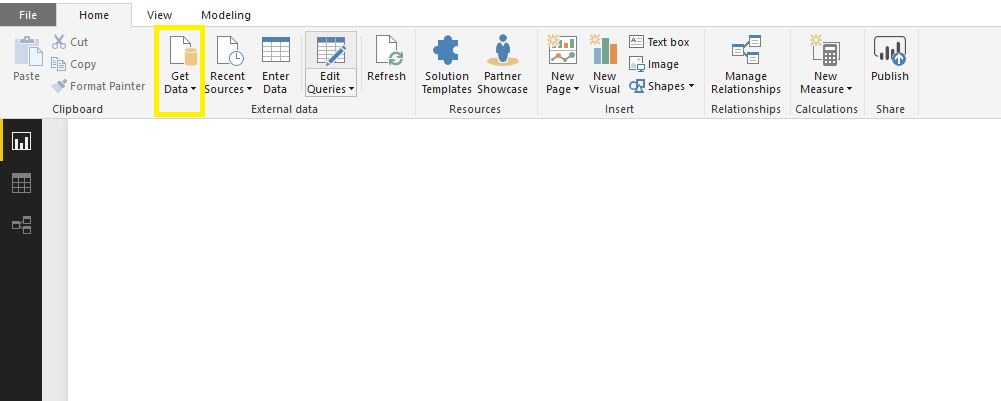 File Home View Modeling
Paste
Cut
Copy
Format Painter
Clipboard
Get
Data
Recent
Sources
Enter
Data
Edit
Queries
Refresh
External data
Solution
Templates
Partner
Showcase
Resources
New
Page
New
Visual
Text box
Image
Shapes
Insert
Manage
Relationships
Relationships
New
Measure
Calculations
Publish
Share